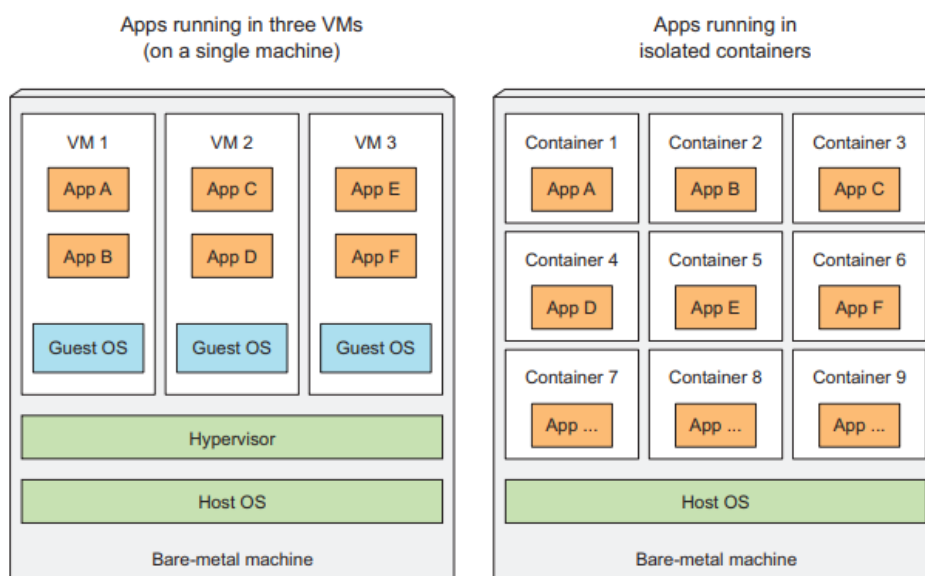 Apps running in three VMs
(on a single machine)
VM 1
VM 2
VM 3
App A
App C
App E
App B
App D
App F
Guest OS
Guest OS
Guest OS
Hypervisor
Host OS
Bare-metal machine
Apps running in
isolated containers
Container 1
Container 2
Container 3
App A
App B
App C
Container 4
Container 5
Container 6
App D
App E
App F
Container 7
Container 8
Container 9
App ...
App ...
App ...
Host OS
Bare-metal machine